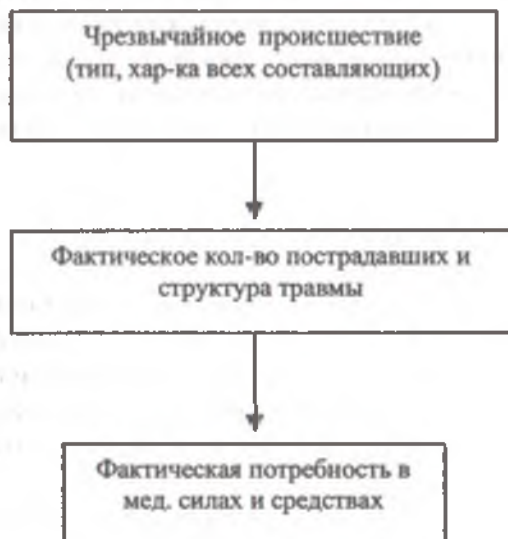 Чрезвычайное происшествие
(тип, хар-ка всех составляющих)
Фактическое кол-во пострадавших и
структура травмы
Фактическая потребность в
мед. силах и средствах